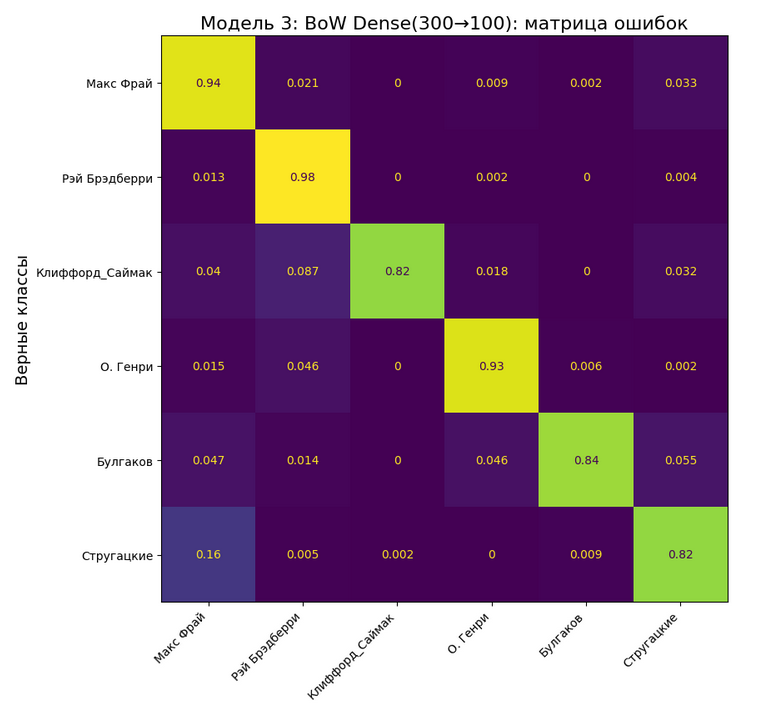 Модель 3: BoW Dense(300→100): матрица ошибок
Верные классы
Макс Фрай 0.94 0.021 0 0.009 0.002 0.033
Рэй Брэдберри 0.013 0.98 0 0.002 0 0.004
Клиффорд_Саймак 0.04 0.087 0.82 0.018 0 0.032
О. Генри 0.015 0.046 0 0.93 0.006 0.002
Булгаков 0.047 0.014 0 0.046 0.84 0.055
Стругацкие 0.16 0.005 0.002 0 0.009 0.82
Макс Фрай Рэй Брэдберри Клиффорд_Саймак О. Генри Булгаков Стругацкие